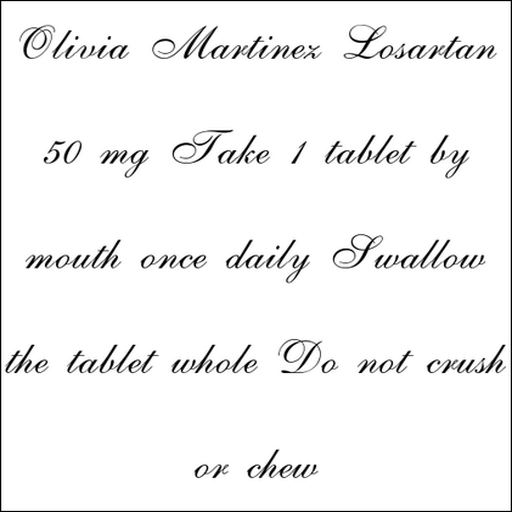 Olivia Martinez Losartan
50 mg Take 1 tablet by
mouth once daily Swallow
the tablet whole Do not crush
or chew